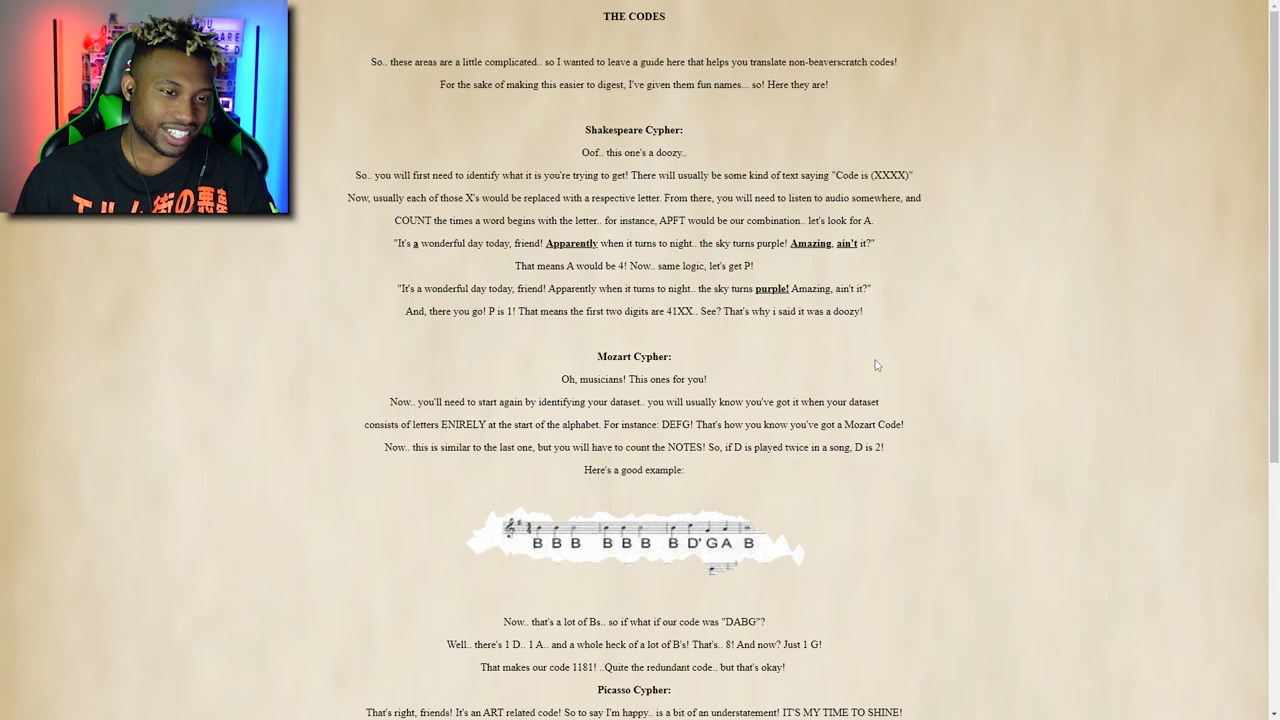 THE CODES
So.. these areas are a little complicated.. so I wanted to leave a guide here that helps you translate non-beaverscratch codes!
For the sake of making this easier to digest, I've given them fun names... so! Here they are!
Shakespeare Cypher:
Oof.. this one's a doozy..
So.. you will first need to identify what it is you're trying to get! There will usually be some kind of text saying "Code is (XXXX)"
Now, usually each of those X's would be replaced with a respective letter. From there, you will need to listen to audio somewhere, and
COUNT the times a word begins with the letter.. for instance, APFT would be our combination.. let's look for A.
"It's a wonderful day today, friend! Apparently when it turns to night.. the sky turns purple! Amazing, ain't it?"
That means A would be 4! Now.. same logic, let's get P!
"It's a wonderful day today, friend! Apparently when it turns to night.. the sky turns purple! Amazing, ain't it?"
And, there you go! P is 1! That means the first two digits are 41XX.. See? That's why i said it was a doozy!
Mozart Cypher:
Oh, musicians! This ones for you!
Now.. you'll need to start again by identifying your dataset.. you will usually know you've got it when your dataset
consists of letters ENIRELY at the start of the alphabet. For instance: DEFG! That's how you know you've got a Mozart Code!
Now.. this is similar to the last one, but you will have to count the NOTES! So, if D is played twice in a song, D is 2!
Here's a good example:
B B B B B B B D' G A B
Now.. that's a lot of Bs.. so if what if our code was "DABG"?
Well.. there's 1 D.. 1 A.. and a whole heck of a lot of B's! That's.. 8! And now? Just 1 G!
That makes our code 1181! ..Quite the redundant code.. but that's okay!
Picasso Cypher:
That's right, friends! It's an ART related code! So to say I'm happy.. is a bit of an understatement! IT'S MY TIME TO SHINE!